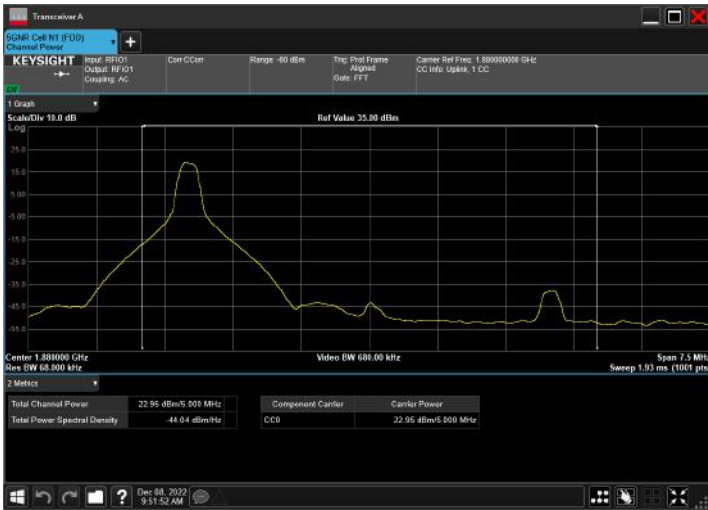 Transceiver A
5GNR Cell N1 (FDD)
Channel Power
KEYSIGHT
Input: RFIO1
Output: RFIO1
Coupling: AC
Corr CCorr
Range: -60 dBm
Trig: Prot Frame
Aligned
Gate: FFT
Carrier Ref Freq: 1.880000000 GHz
CC Info: Uplink, 1 CC
1 Graph
Scale/Div 10.0 dB
Ref Value 35.00 dBm
Log
25.0
15.0
5.00
-5.00
-15.0
-25.0
-35.0
-45.0
-55.0
Center 1.880000 GHz
Video BW 680.00 kHz
Span 7.5 MHz
Res BW 68.000 kHz
Sweep 1.93 ms (1001 pts
2 Metrics
Total Channel Power 22.95 dBm/5.000 MHz
Total Power Spectral Density -44.04 dBm/Hz
Component Carrier Carrier Power
CC0 22.95 dBm/5.000 MHz
Dec 08, 2022
9:51:52 AM